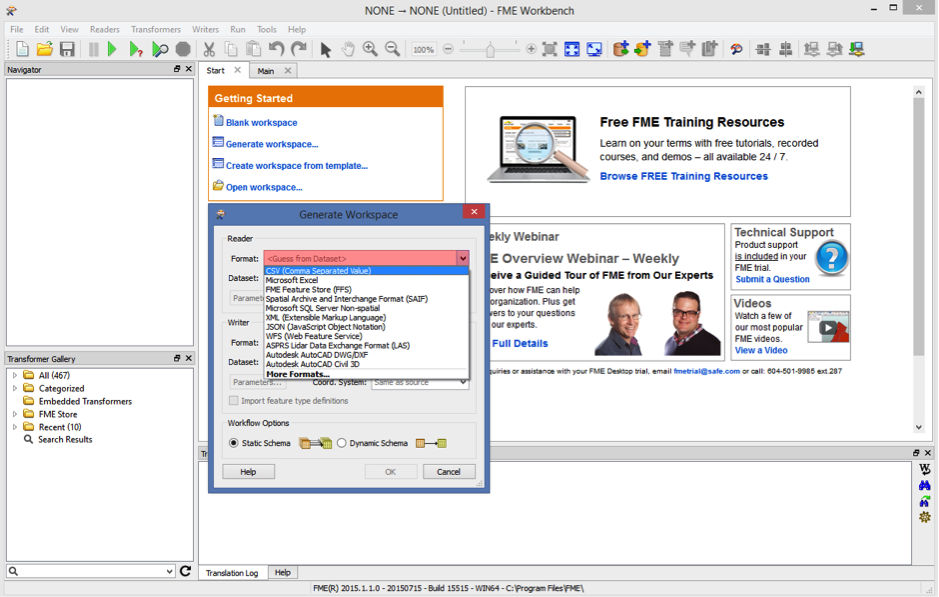 NONE → NONE (Untitled) - FME Workbench
File Edit View Readers Transformers Writers Run Tools Help
100%
Navigator
Start
Main
Getting Started
Blank workspace
Generate workspace...
Create workspace from template...
Open workspace...
Free FME Training Resources
Learn on your terms with free tutorials, recorded
courses, and demos – all available 24 / 7.
Browse FREE Training Resources
Generate Workspace
Reader
Format: <Guess from Dataset>
CSV (Comma Separated Value)
Dataset:
Microsoft Excel
FME Feature Store (FFS)
Spatial Archive and Interchange Format (SAIF)
Microsoft SQL Server Non-spatial
XML (Extensible Markup Language)
JSON (JavaScript Object Notation)
WFS (Web Feature Service)
ASPRS Lidar Data Exchange Format (LAS)
Autodesk AutoCAD DWG/DXF
Autodesk AutoCAD Civil 3D
More Formats...
Writer
Format:
Dataset:
Parameters... Coord. System: Same as source
Import feature type definitions
Workflow Options
Static Schema
Dynamic Schema
Help
OK
Cancel
ekly Webinar
E Overview Webinar – Weekly
eive a Guided Tour of FME from Our Experts
over how FME can help
organization. Plus get
wers to your questions
our experts.
Full Details
Technical Support
Product support
is included in your
FME trial.
Submit a Question
Videos
Watch a few of
our most popular
FME videos.
View a Video
quiries or assistance with your FME Desktop trial, email fmetrial@safe.com or call: 604-501-9985 ext.287
Transformer Gallery
All (467)
Categorized
Embedded Transformers
FME Store
Recent (10)
Search Results
Translation Log
Help
FME(R) 2015.1.1.0 - 20150715 - Build 15515 - WIN64 - C:\Program Files\FME\